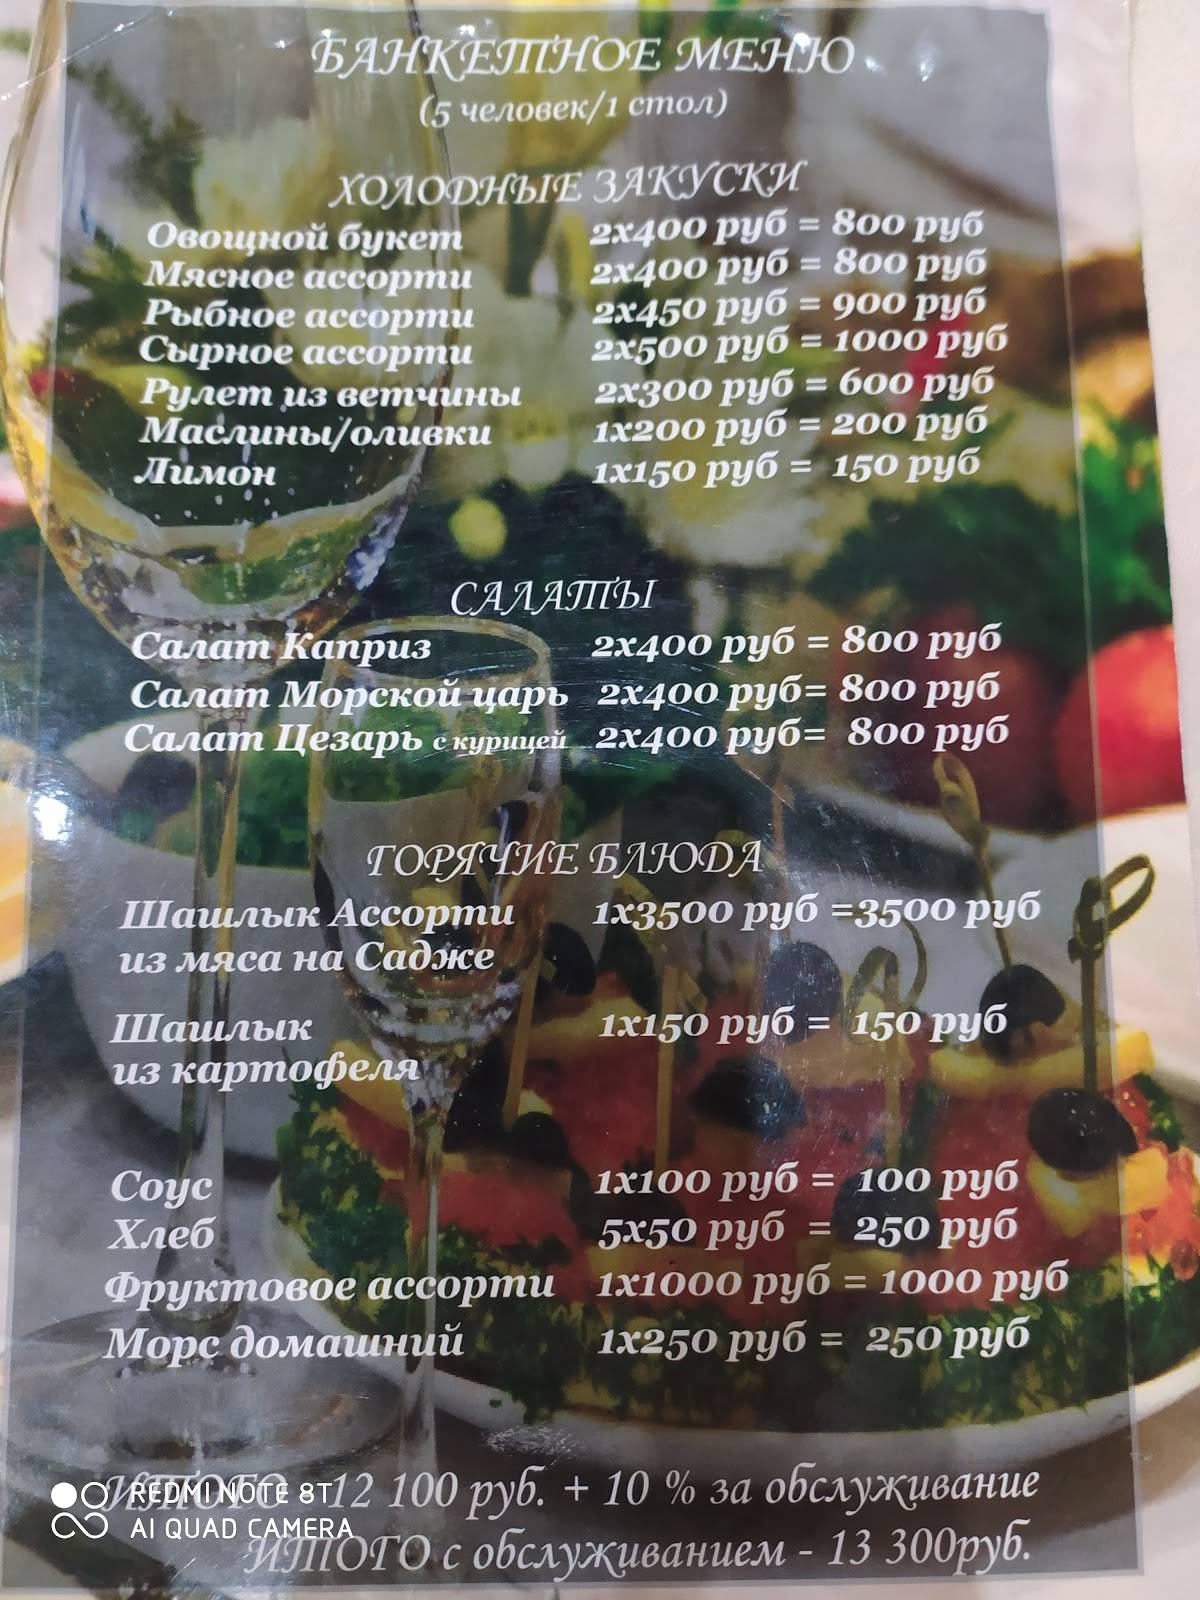 БАНКЕТНОЕ МЕНЮ
(5 человек/1 стол)
ХОЛОДНЫЕ ЗАКУСКИ
Овощной букет 2х400 руб = 800 руб
Мясное ассорти 2х400 руб = 800 руб
Рыбное ассорти 2х450 руб = 900 руб
Сырное ассорти 2х500 руб = 1000 руб
Рулет из ветчины 2х300 руб = 600 руб
Маслины/оливки 1х200 руб = 200 руб
Лимон 1х150 руб = 150 руб
САЛАТЫ
Салат Каприз 2х400 руб = 800 руб
Салат Морской царь 2х400 руб= 800 руб
Салат Цезарь с курицей 2х400 руб= 800 руб
ГОРЯЧИЕ БЛЮДА
Шашлык Ассорти 1х3500 руб =3500 руб
из мяса на Садже
Шашлык 1х150 руб = 150 руб
из картофеля
Соус 1х100 руб = 100 руб
Хлеб 5х50 руб = 250 руб
Фруктовое ассорти 1х1000 руб = 1000 руб
Морс домашний 1х250 руб = 250 руб
ИТОГО 12 100 руб. + 10 % за обслуживание
ИТОГО с обслуживанием - 13 300руб.
REDMI NOTE 8T
AI QUAD CAMERA